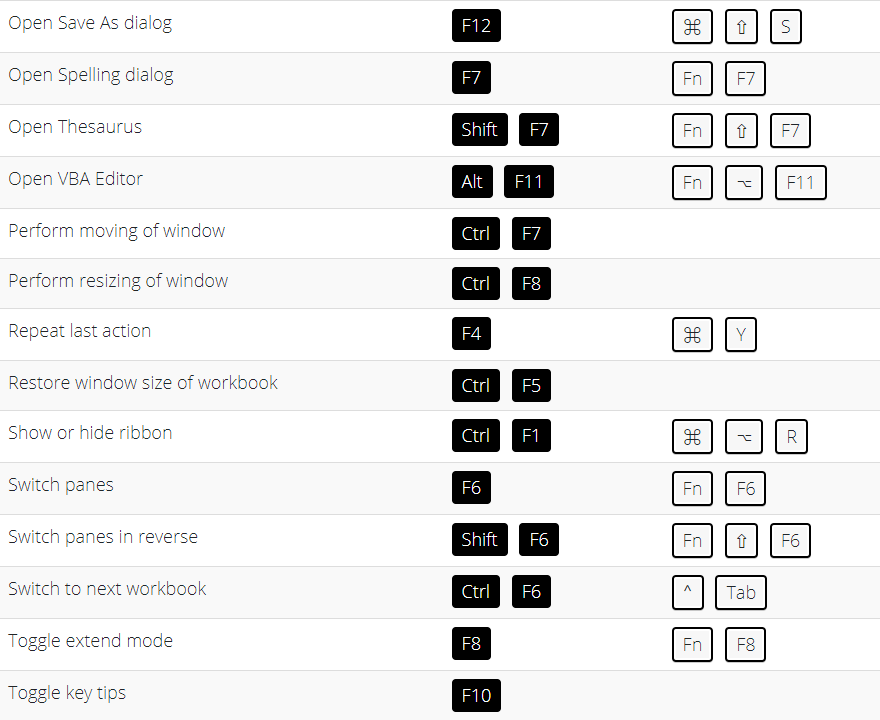 Open Save As dialog F12 ⌘ ⇧ S
Open Spelling dialog F7 Fn F7
Open Thesaurus Shift F7 Fn ⇧ F7
Open VBA Editor Alt F11 Fn ⌥ F11
Perform moving of window Ctrl F7
Perform resizing of window Ctrl F8
Repeat last action F4 ⌘ Y
Restore window size of workbook Ctrl F5
Show or hide ribbon Ctrl F1 ⌘ ⌥ R
Switch panes F6 Fn F6
Switch panes in reverse Shift F6 Fn ⇧ F6
Switch to next workbook Ctrl F6 ^ Tab
Toggle extend mode F8 Fn F8
Toggle key tips F10